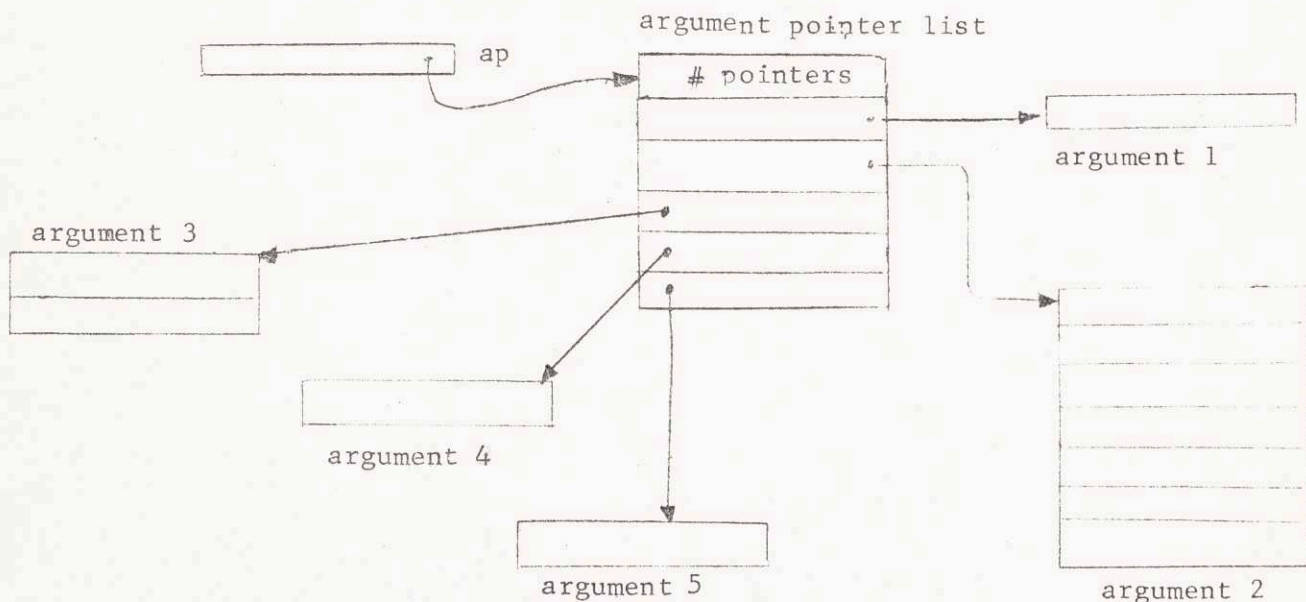 argument pointer list
ap
# pointers
argument 1
argument 3
argument 4
argument 5
argument 2